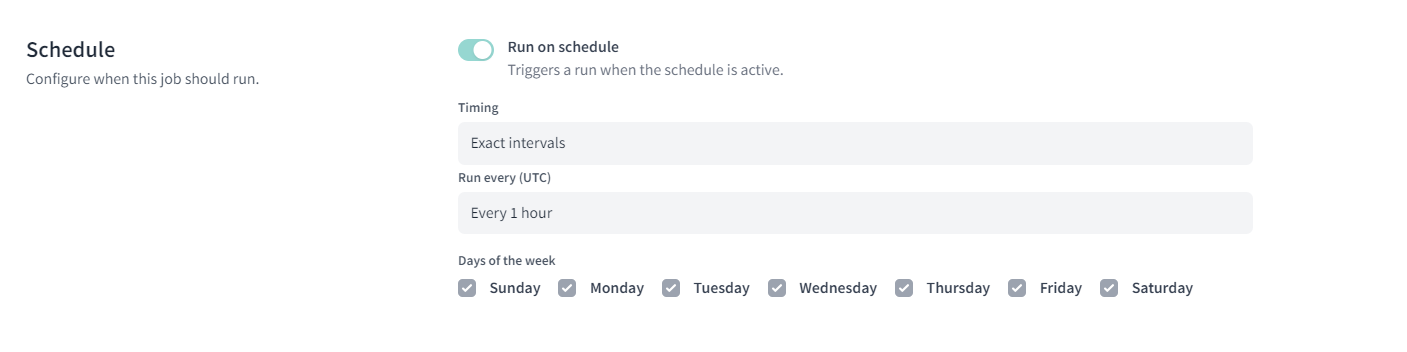 Schedule
Configure when this job should run.
Run on schedule
Triggers a run when the schedule is active.
Timing
Exact intervals
Run every (UTC)
Every 1 hour
Days of the week
Sunday Monday Tuesday Wednesday Thursday Friday Saturday